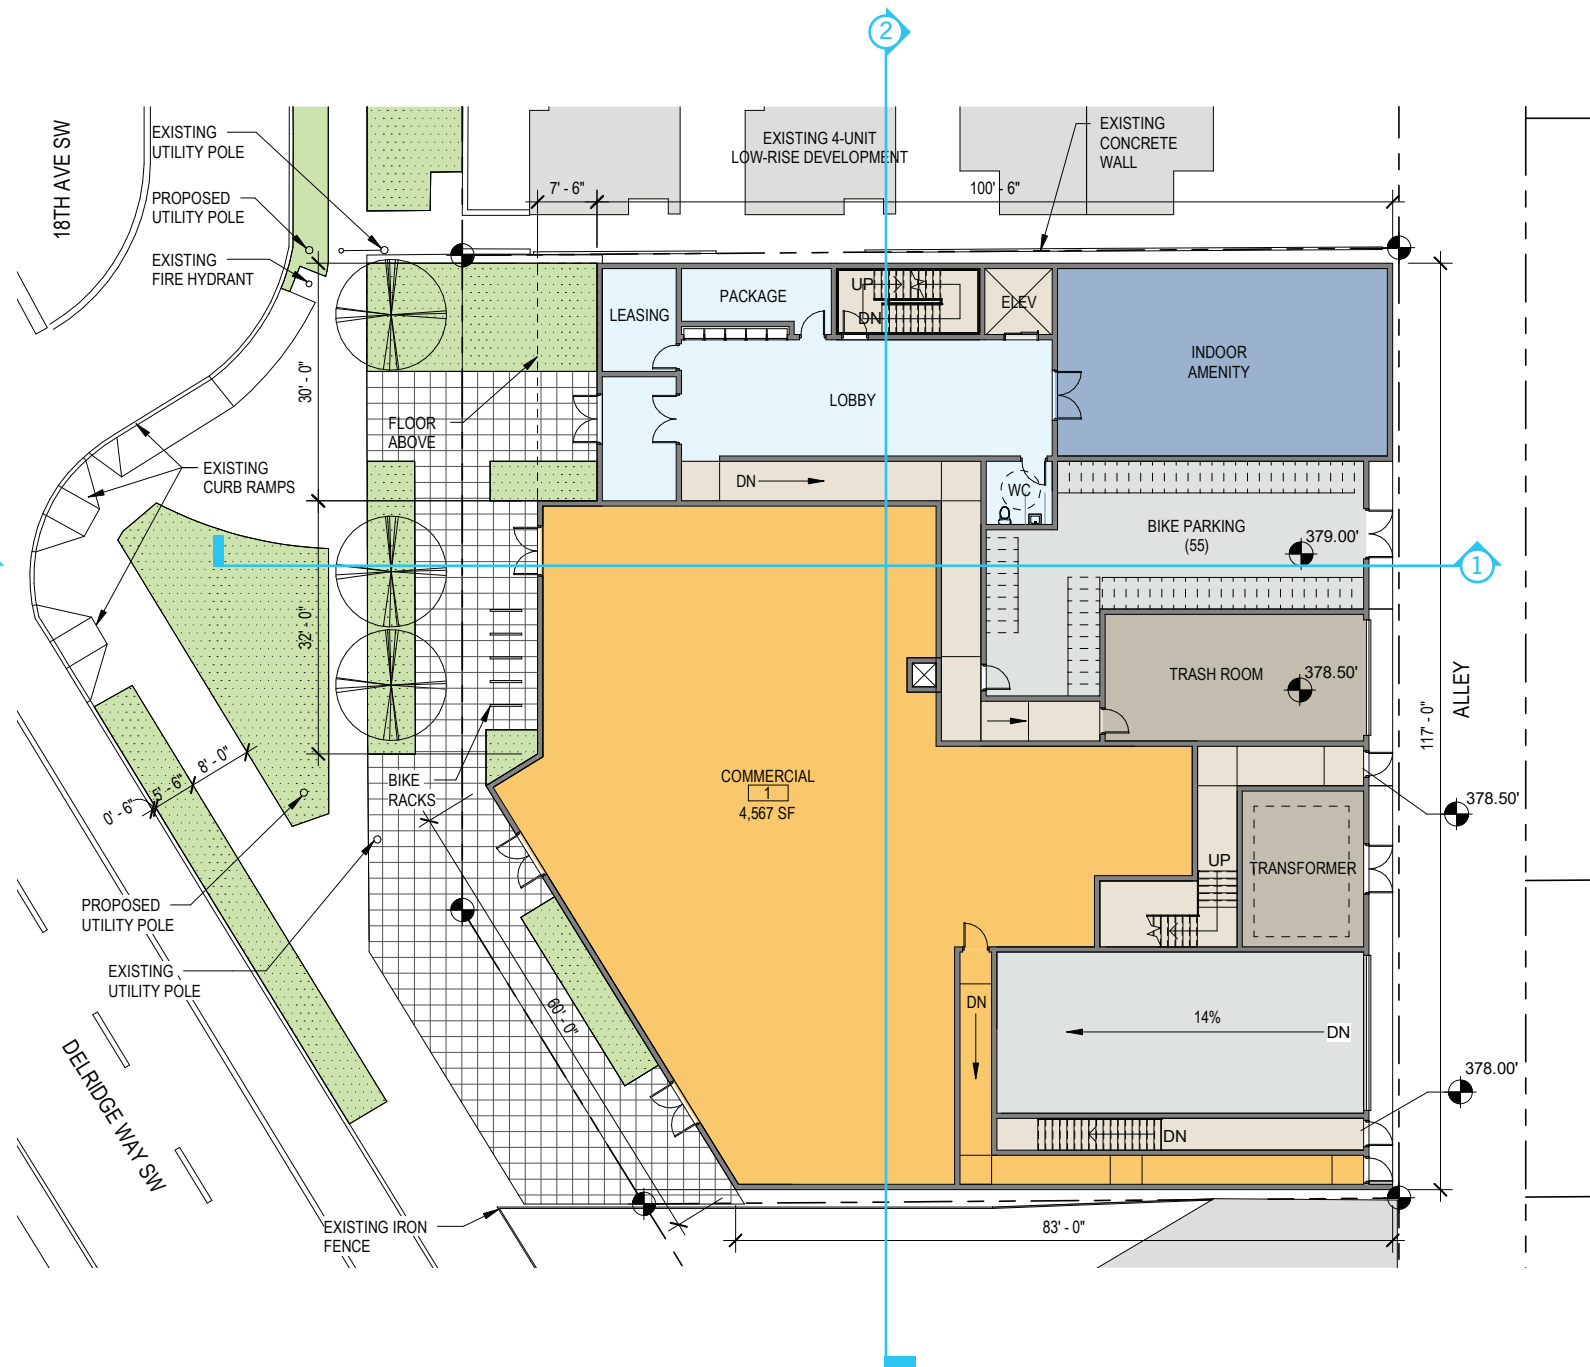 2
18TH AVE SW
EXISTING
UTILITY POLE
PROPOSED
UTILITY POLE
EXISTING
FIRE HYDRANT
EXISTING 4-UNIT
LOW-RISE DEVELOPMENT
EXISTING
CONCRETE
WALL
7' - 6"
100' - 6"
LEASING
PACKAGE
UP
DN
ELEV
INDOOR
AMENITY
LOBBY
30' - 0"
FLOOR
ABOVE
EXISTING
CURB RAMPS
DN
WC
BIKE PARKING
(55)
379.00'
1
32' - 0"
TRASH ROOM
378.50'
ALLEY
117' - 0"
0' - 6"
5' - 6"
8' - 0"
BIKE
RACKS
COMMERCIAL
1
4,567 SF
378.50'
UP
TRANSFORMER
PROPOSED
UTILITY POLE
EXISTING
UTILITY POLE
60' - 0"
DN
14%
DN
378.00'
DN
DELRIDGE WAY SW
EXISTING IRON
FENCE
83' - 0"